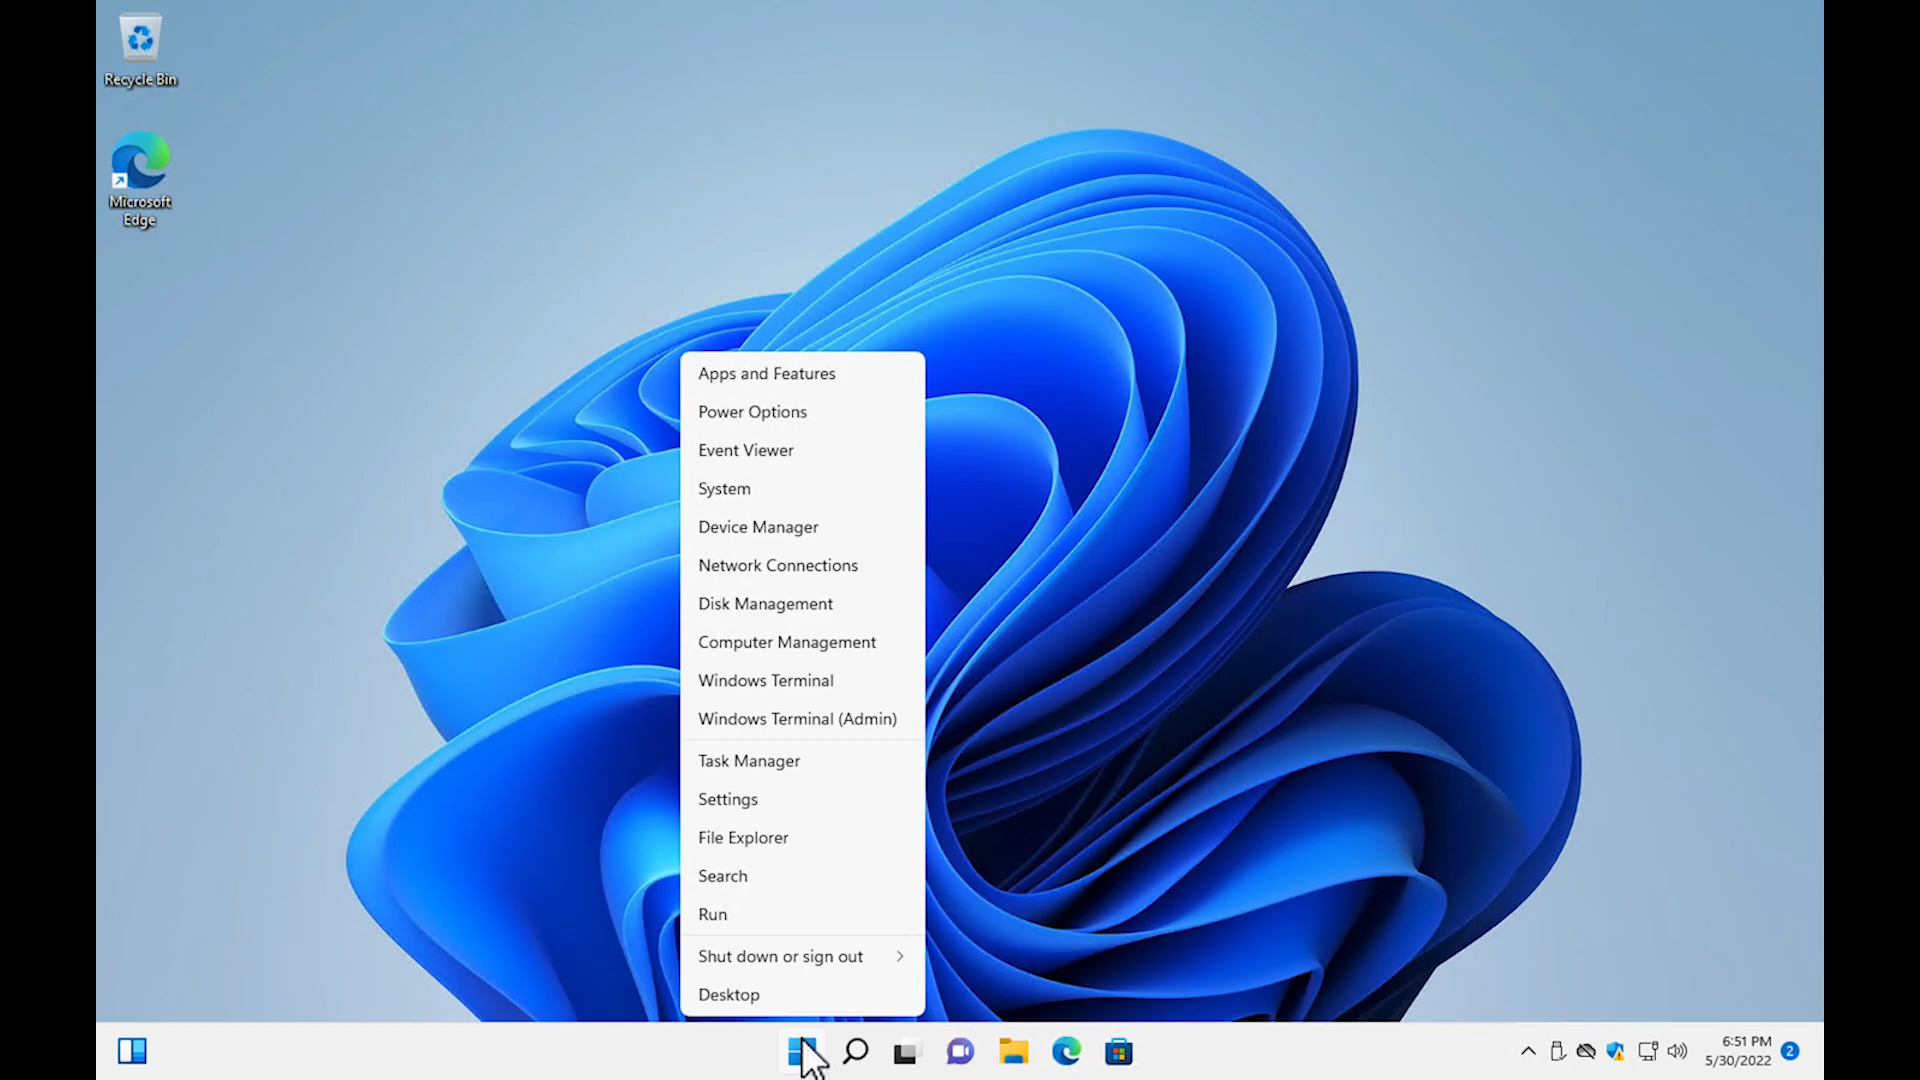 Recycle Bin
Microsoft
Edge
Apps and Features
Power Options
Event Viewer
System
Device Manager
Network Connections
Disk Management
Computer Management
Windows Terminal
Windows Terminal (Admin)
Task Manager
Settings
File Explorer
Search
Run
Shut down or sign out
Desktop
6:51 PM
5/30/2022
2